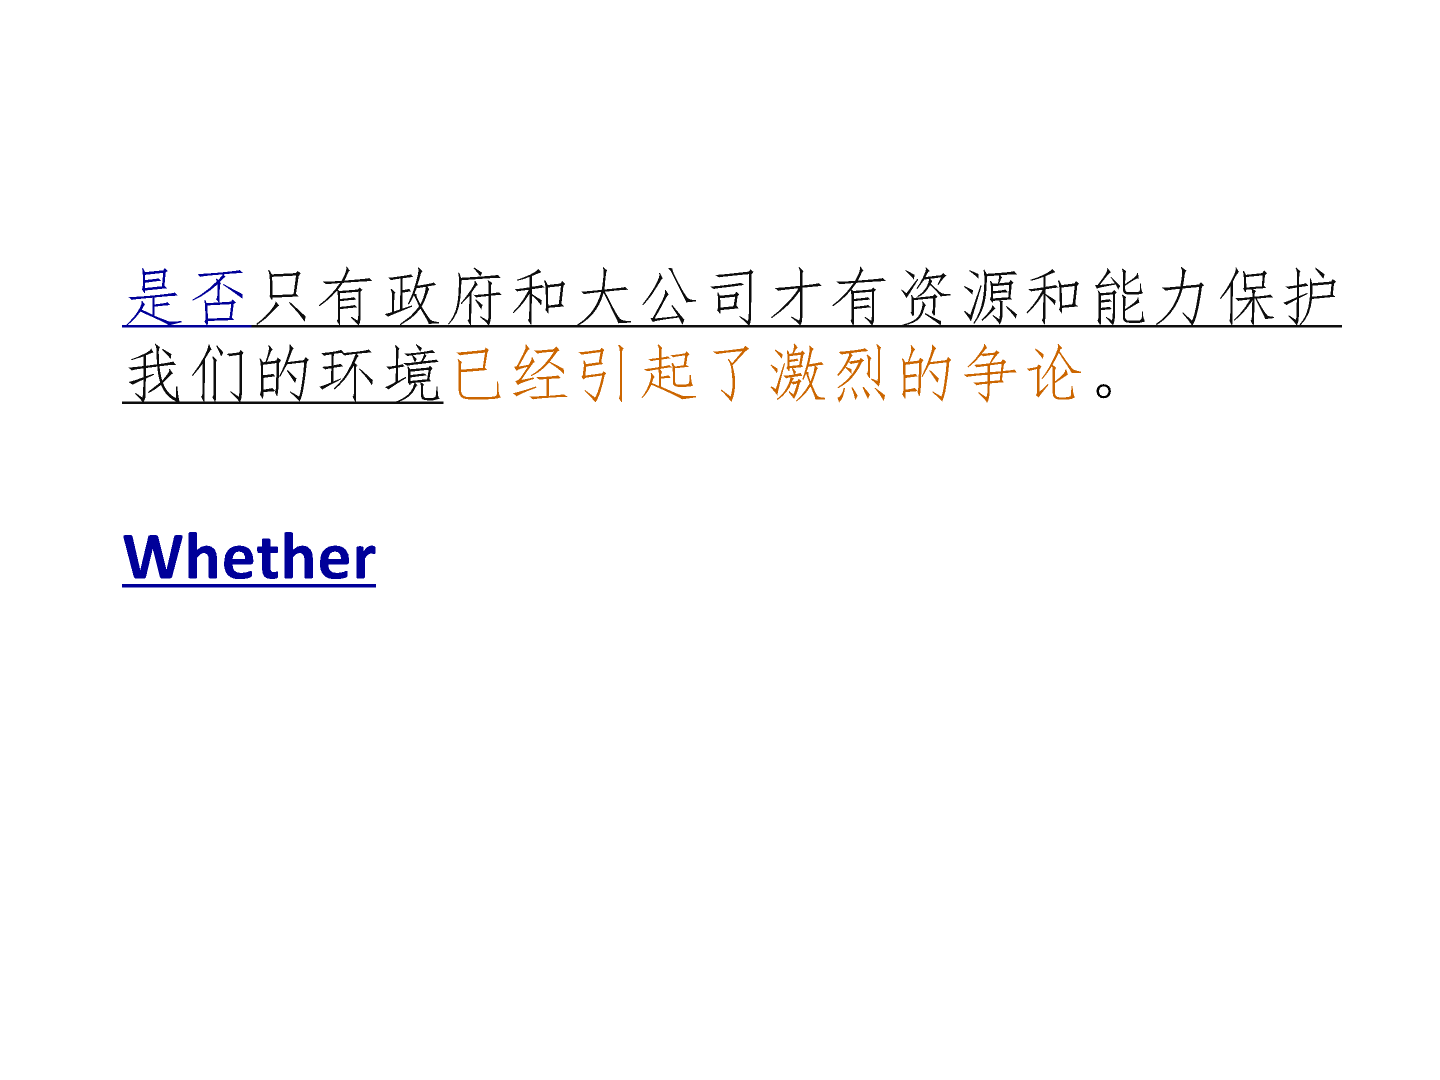 是否只有政府和大公司才有资源和能力保护
我们的环境已经引起了激烈的争论。
Whether